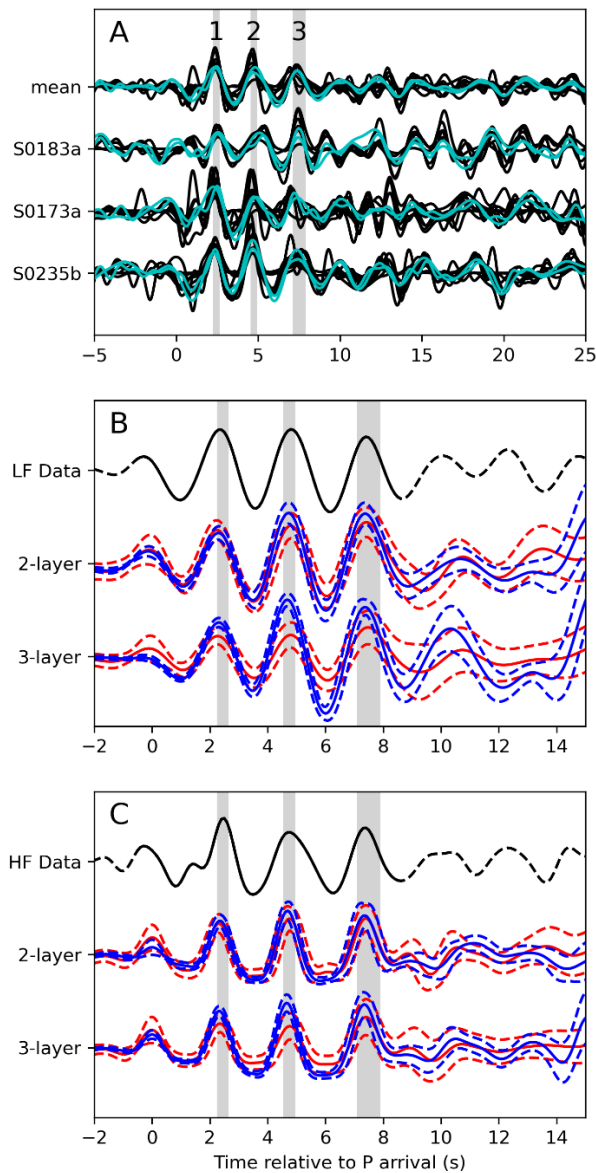 A 1 2 3
mean
S0183a
S0173a
S0235b
−5 0 5 10 15 20 25
B
LF Data
2-layer
3-layer
−2 0 2 4 6 8 10 12 14
C
HF Data
2-layer
3-layer
−2 0 2 4 6 8 10 12 14
Time relative to P arrival (s)